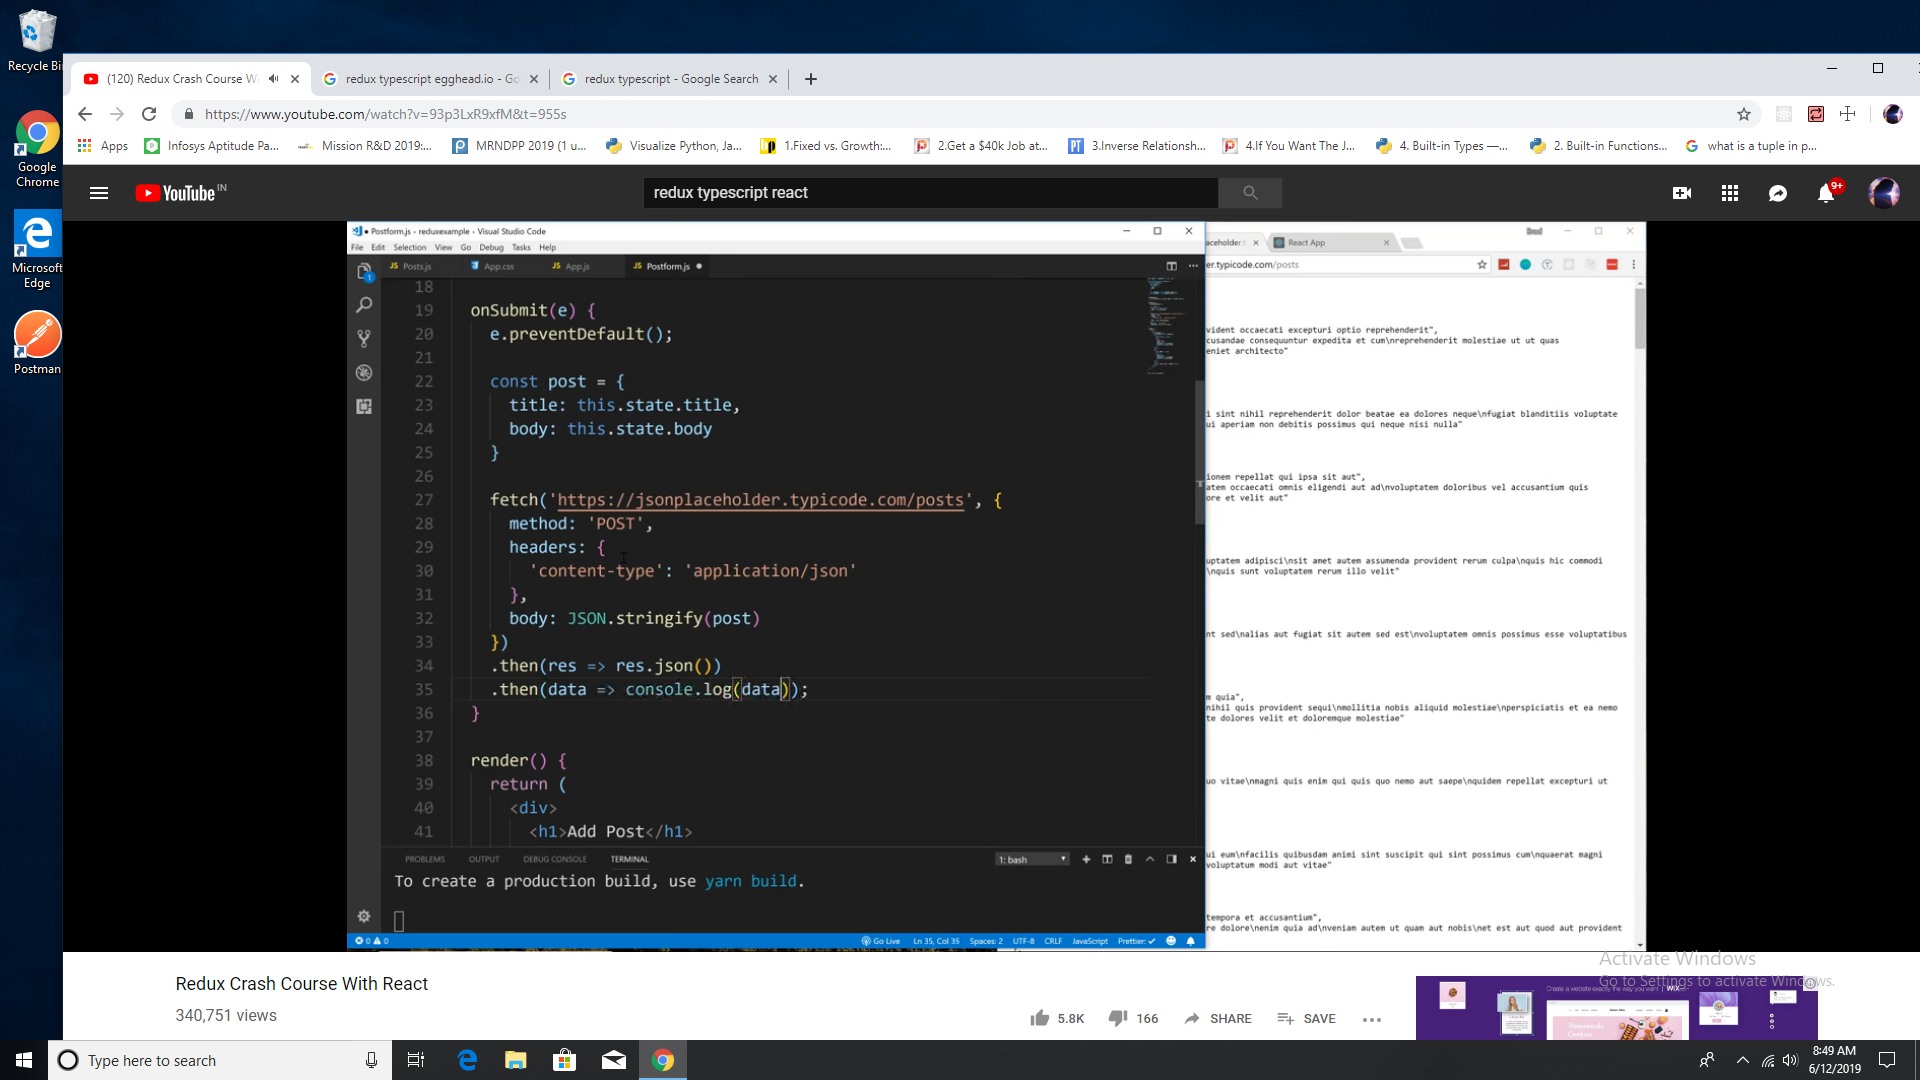 Recycle Bi
Google
Chrome
Microsoft
Edge
Postman
(120) Redux Crash Course W
redux typescript egghead.io - Go
redux typescript - Google Search
https://www.youtube.com/watch?v=93p3LxR9xfM&t=955s
Apps
Infosys Aptitude Pa...
Mission R&D 2019:...
MRNDPP 2019 (1 u...
Visualize Python, Ja...
1.Fixed vs. Growth:...
2.Get a $40k Job at...
3.Inverse Relationsh...
4.If You Want The J...
4. Built-in Types —...
2. Built-in Functions...
what is a tuple in p...
YouTube IN
redux typescript react
9+
Postform.js - reduxexample - Visual Studio Code
File Edit Selection View Go Debug Tasks Help
JS Posts.js
App.css
JS App.js
JS Postform.js
18
19 onSubmit(e) {
20 e.preventDefault();
21
22 const post = {
23 title: this.state.title,
24 body: this.state.body
25 }
26
27 fetch('https://jsonplaceholder.typicode.com/posts', {
28 method: 'POST',
29 headers: {
30 'content-type': 'application/json'
31 },
32 body: JSON.stringify(post)
33 })
34 .then(res => res.json())
35 .then(data => console.log(data));
36 }
37
38 render() {
39 return (
40 <div>
41 <h1>Add Post</h1>
PROBLEMS OUTPUT DEBUG CONSOLE TERMINAL
1: bash
To create a production build, use yarn build.
0 0
Go Live Ln 35, Col 35 Spaces: 2 UTF-8 CRLF JavaScript Prettier: ✓
aceholder.
React App
Brad
er.typicode.com/posts
vident occaecati excepturi optio reprehenderit",
cusandae consequuntur expedita et cum\nreprehenderit molestiae ut ut quas
eniet architecto"
i sint nihil reprehenderit dolor beatae ea dolores neque\nfugiat blanditiis voluptate
ui aperiam non debitis possimus qui neque nisi nulla"
ionem repellat qui ipsa sit aut",
tatem occaecati omnis eligendi aut ad\nvoluptatem doloribus vel accusantium quis
ore et velit aut"
uptatem adipisci\nsit amet autem assumenda provident rerum culpa\nquis hic commodi
\nquis sunt voluptatem rerum illo velit"
nt sed\nalias aut fugiat sit autem sed est\nvoluptatem omnis possimus esse voluptatibus
m quia",
nihil quis provident sequi\nmollitia nobis aliquid molestiae\nperspiciatis et ea nemo
te dolores velit et doloremque molestiae"
uo vitae\nmagni quis enim qui quis quo nemo aut saepe\nquidem repellat excepturi ut
ui eum\nfacilis quibusdam animi sint suscipit qui sint possimus cum\nquaerat magni
voluptatum modi aut vitae"
tempora et accusantium",
re dolore\nenim quia ad\nveniam autem ut quam aut nobis\net est aut quod aut provident
Activate Windows
Go to Settings to activate Windows.
Redux Crash Course With React
340,751 views
5.8K
166
SHARE
SAVE
Create a website exactly the way you want | WiX
Homemade
Cookies
Type here to search
8:49 AM
6/12/2019